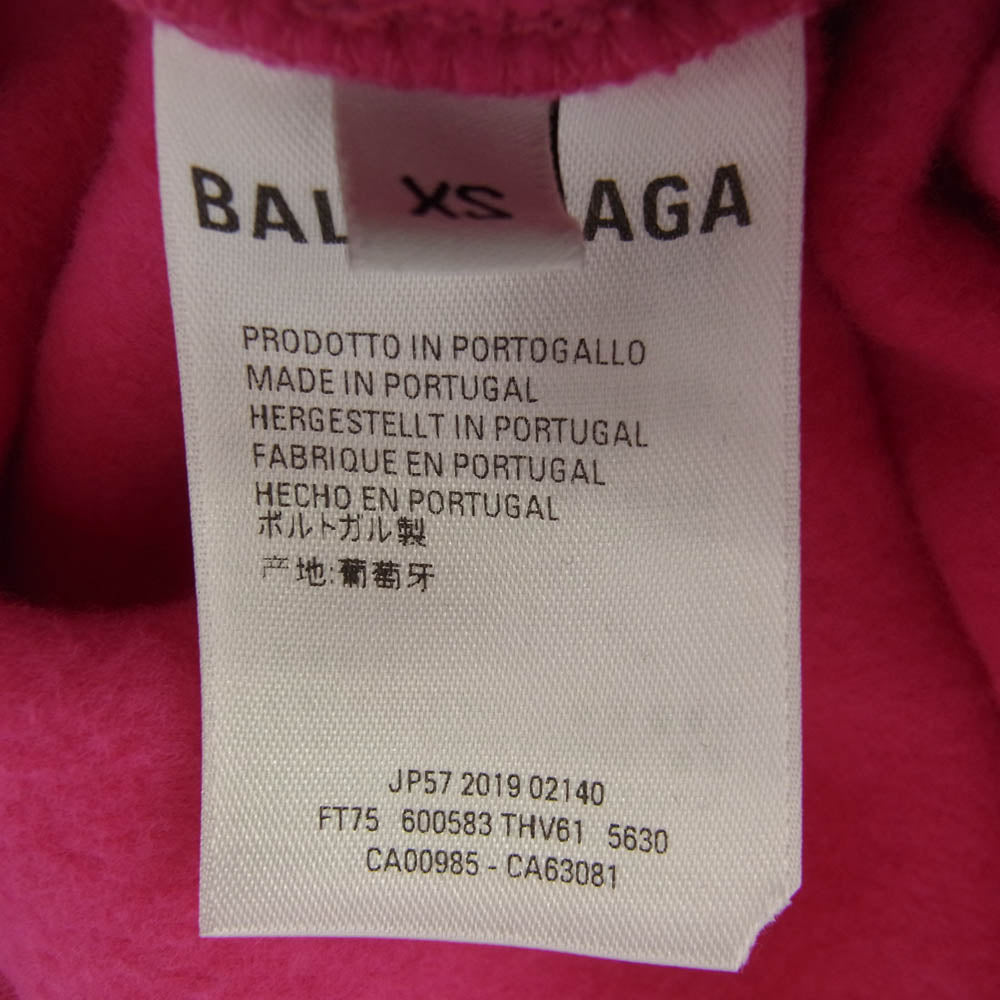 BAL AGA
XS
PRODOTTO IN PORTOGALLO
MADE IN PORTUGAL
HERGESTELLT IN PORTUGAL
FABRIQUE EN PORTUGAL
HECHO EN PORTUGAL
ポルトガル製
产地:葡萄牙
JP57 2019 02140
FT75 600583 THV61 5630
CA00985 - CA63081